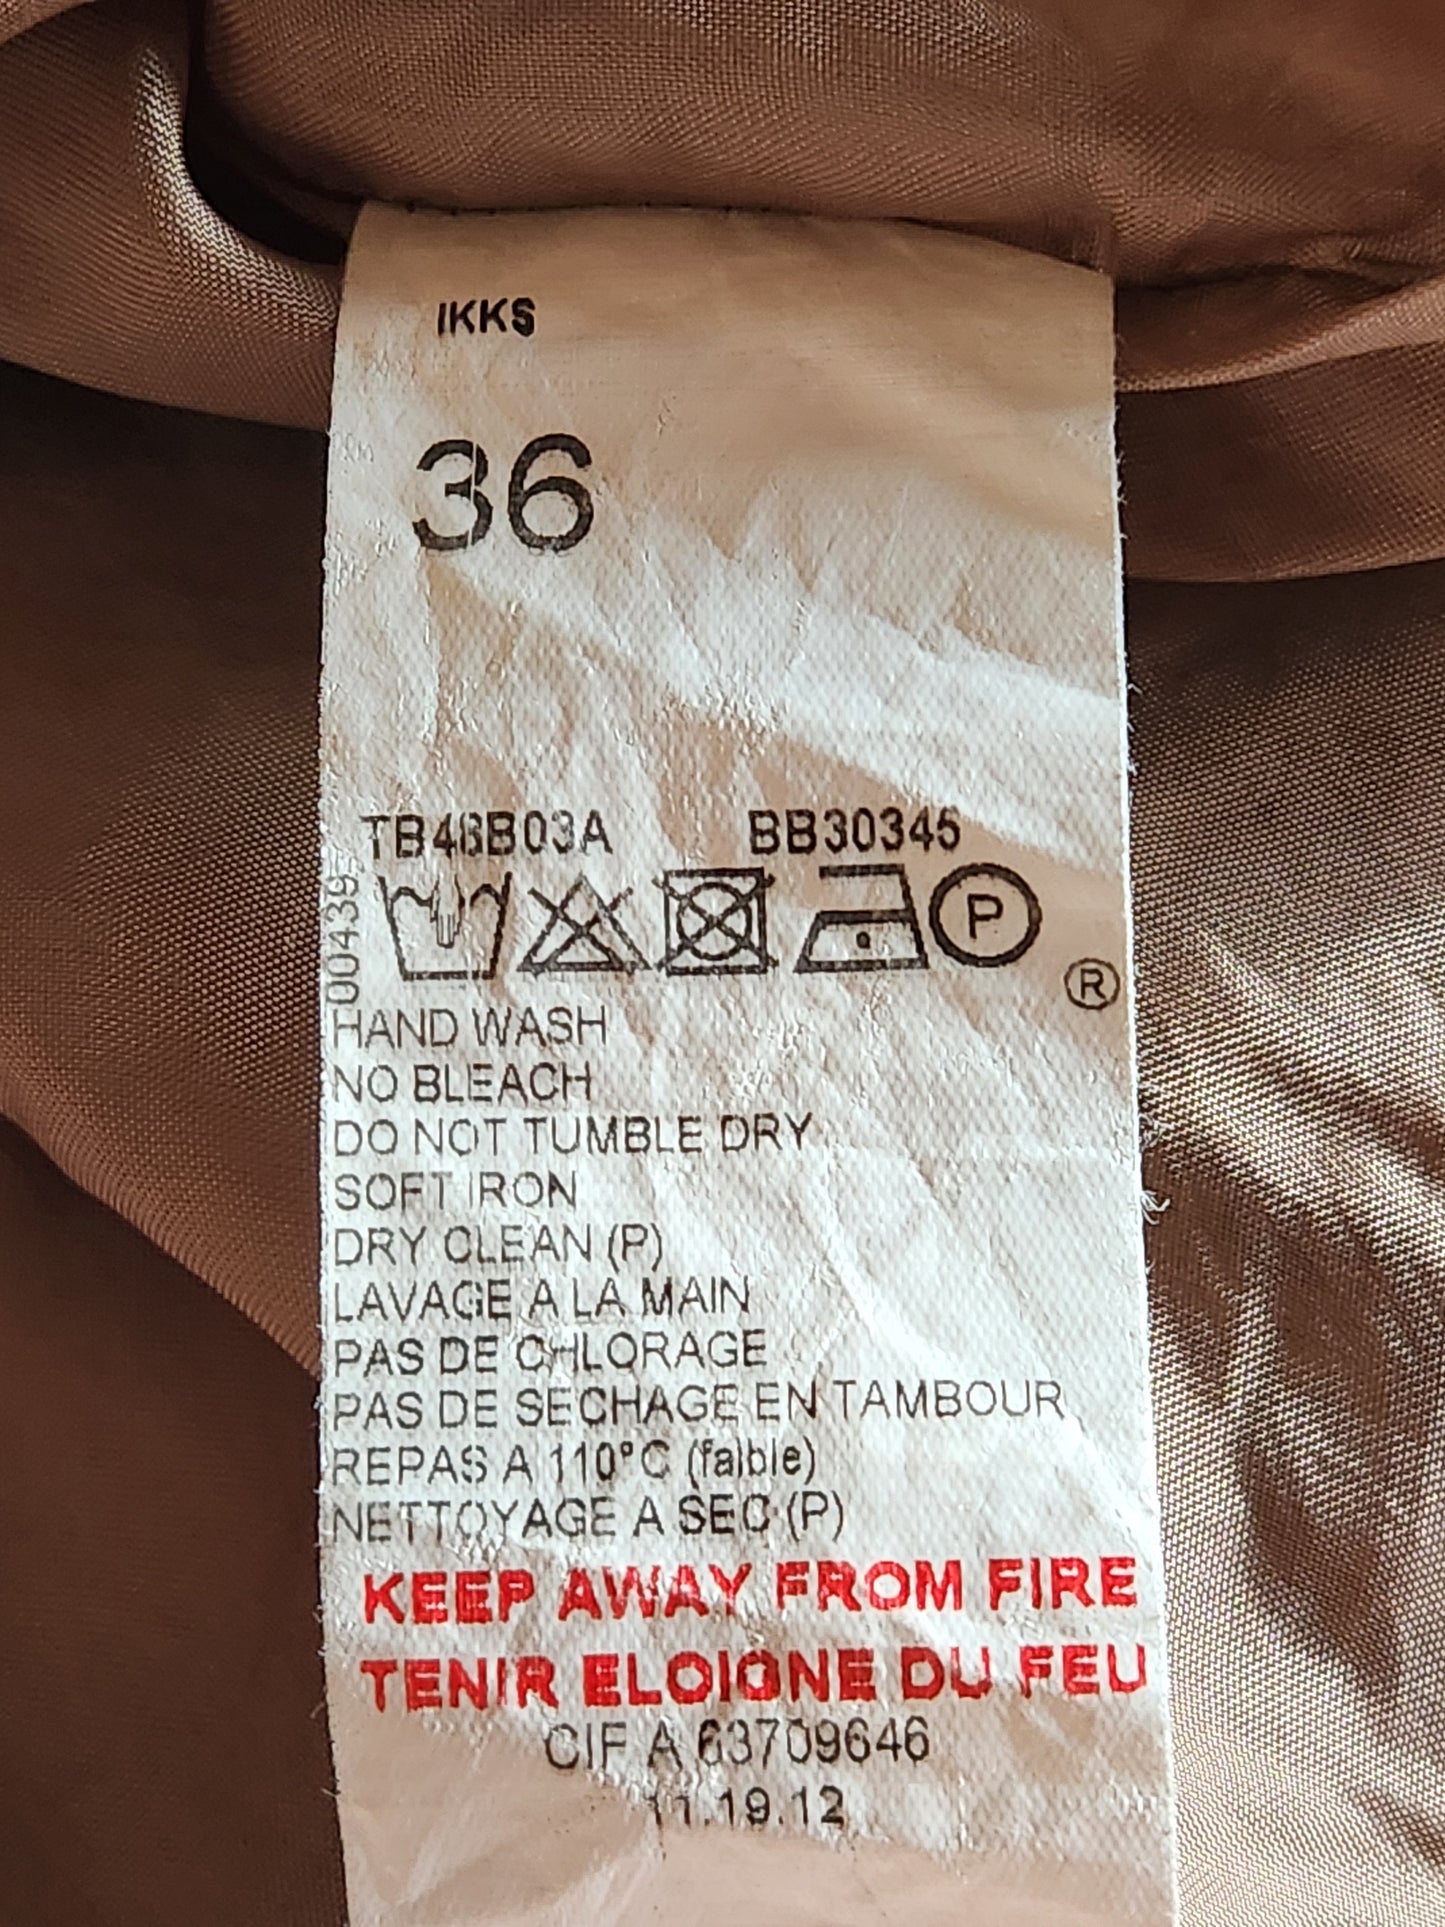 IKKS
36
TB46B03A BB30345
00439
P
®
HAND WASH
NO BLEACH
DO NOT TUMBLE DRY
SOFT IRON
DRY CLEAN (P)
LAVAGE A LA MAIN
PAS DE CHLORAGE
PAS DE SECHAGE EN TAMBOUR
REPAS A 110°C (faible)
NETTOYAGE A SEC (P)
KEEP AWAY FROM FIRE
TENIR ELOIGNE DU FEU
CIF A 63709646
11.19.12